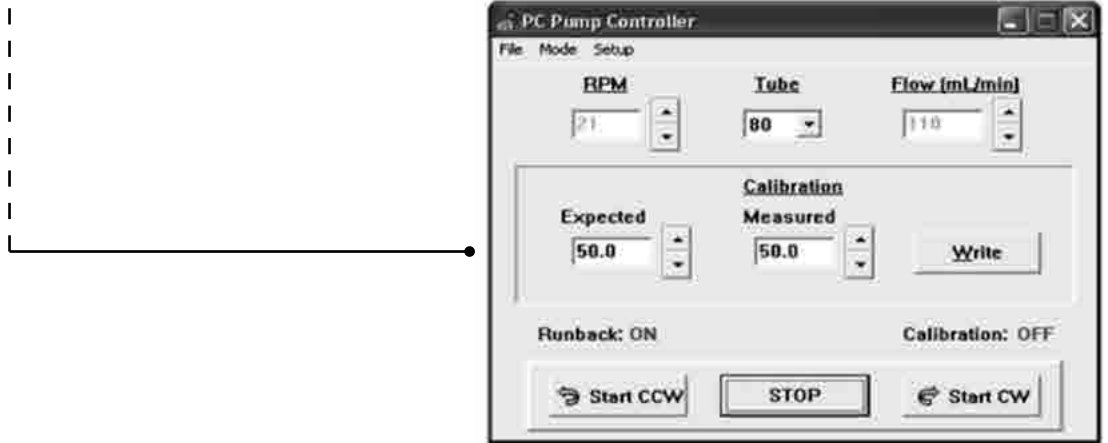 PC Pump Controller
File Mode Setup
RPM Tube Flow (mL/min)
21 80 110
Calibration
Expected Measured
50.0 50.0 Write
Runback: ON Calibration: OFF
Start CCW STOP Start CW